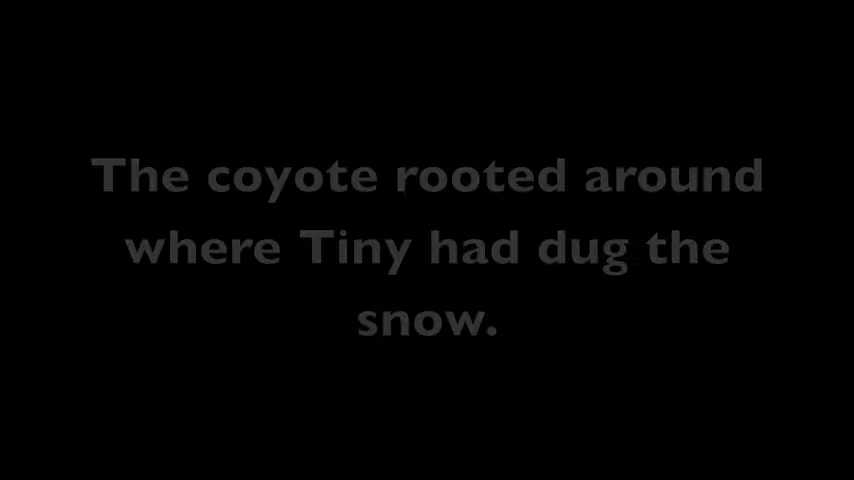 The coyote rooted around
where Tiny had dug the
snow.